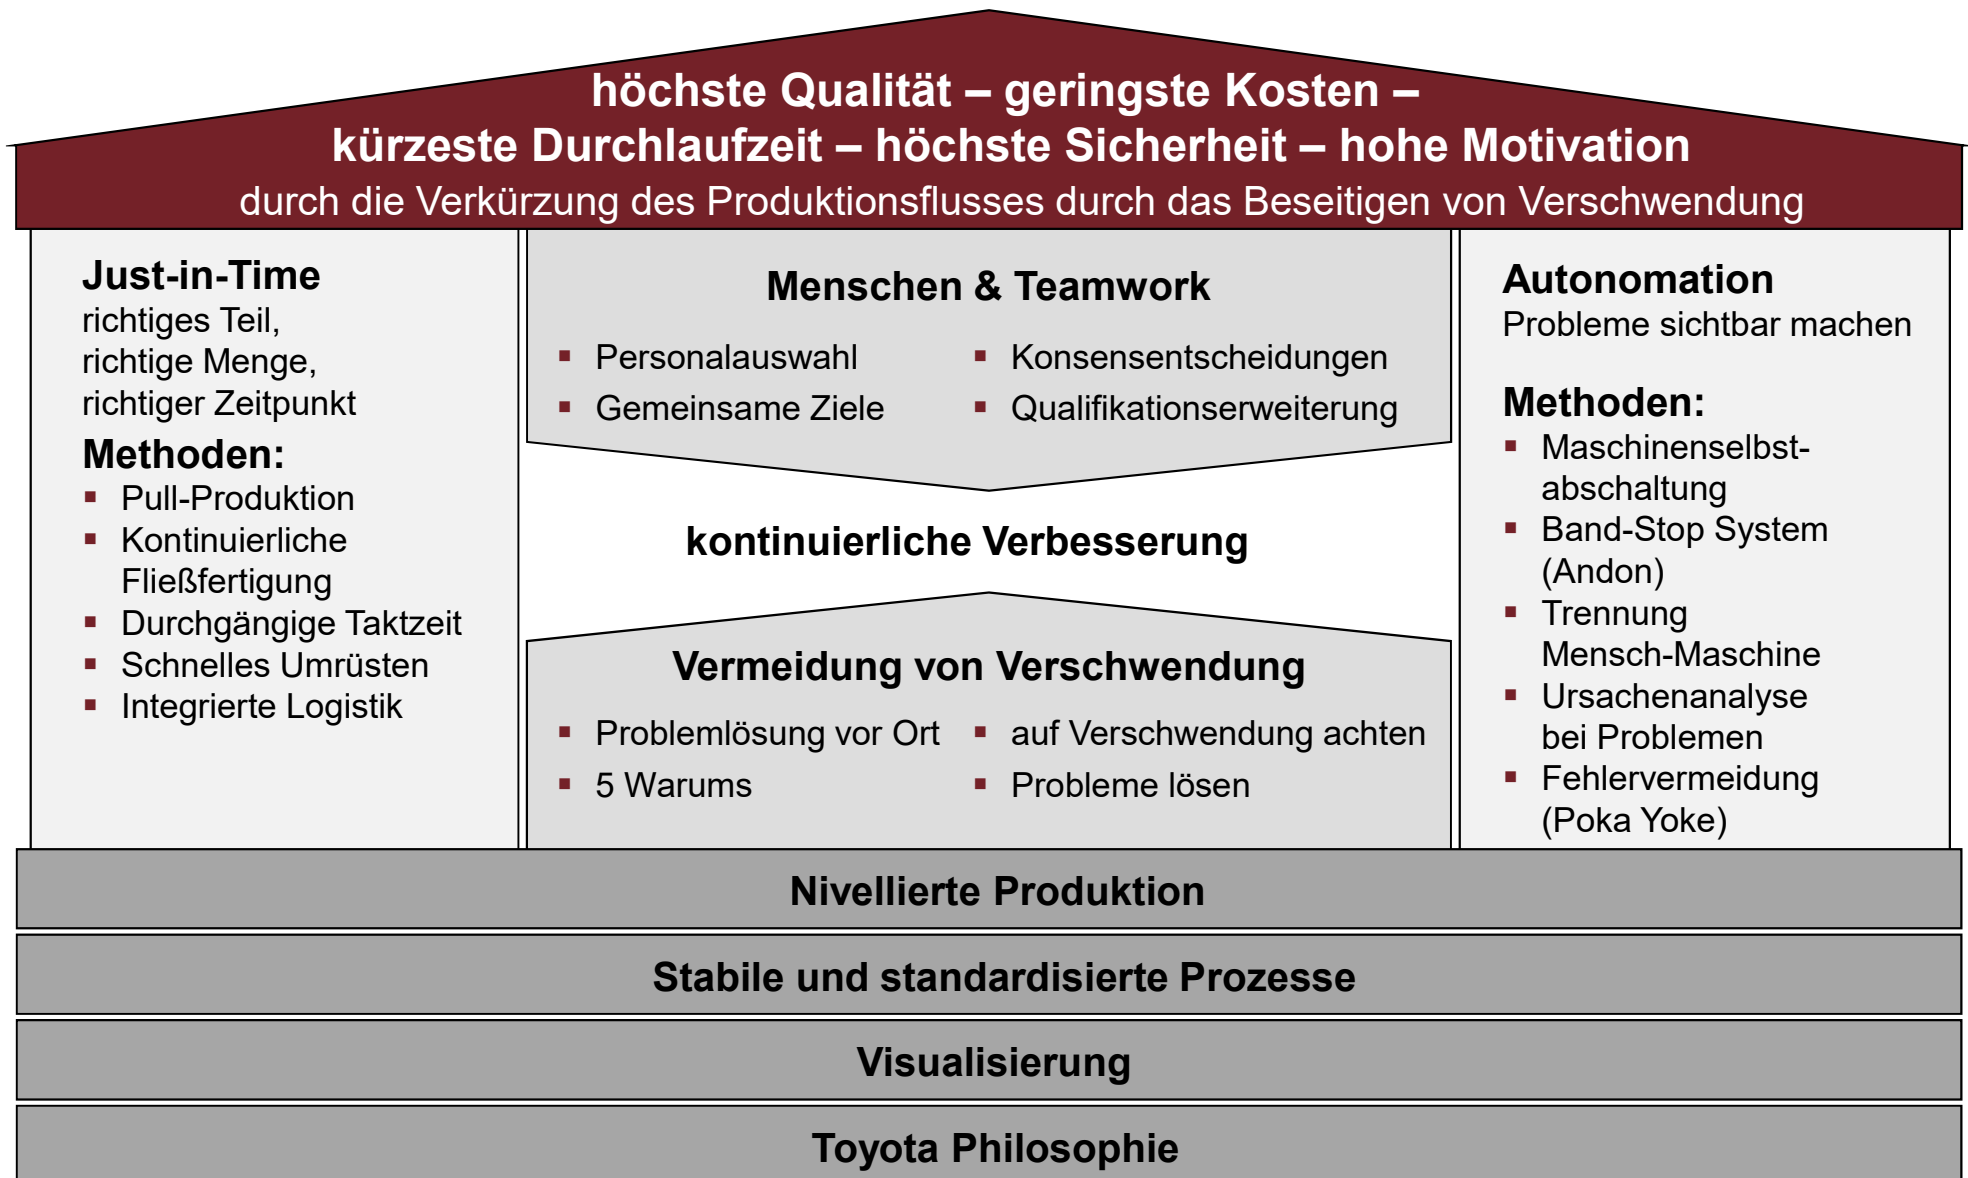 höchste Qualität – geringste Kosten –
kürzeste Durchlaufzeit – höchste Sicherheit – hohe Motivation
durch die Verkürzung des Produktionsflusses durch das Beseitigen von Verschwendung
Just-in-Time
richtiges Teil,
richtige Menge,
richtiger Zeitpunkt
Methoden:
▪ Pull-Produktion
▪ Kontinuierliche
Fließfertigung
▪ Durchgängige Taktzeit
▪ Schnelles Umrüsten
▪ Integrierte Logistik
Menschen & Teamwork
▪ Personalauswahl
▪ Gemeinsame Ziele
▪ Konsensentscheidungen
▪ Qualifikationserweiterung
kontinuierliche Verbesserung
Vermeidung von Verschwendung
▪ Problemlösung vor Ort
▪ 5 Warums
▪ auf Verschwendung achten
▪ Probleme lösen
Autonomation
Probleme sichtbar machen
Methoden:
▪ Maschinenselbst-
abschaltung
▪ Band-Stop System
(Andon)
▪ Trennung
Mensch-Maschine
▪ Ursachenanalyse
bei Problemen
▪ Fehlervermeidung
(Poka Yoke)
Nivellierte Produktion
Stabile und standardisierte Prozesse
Visualisierung
Toyota Philosophie